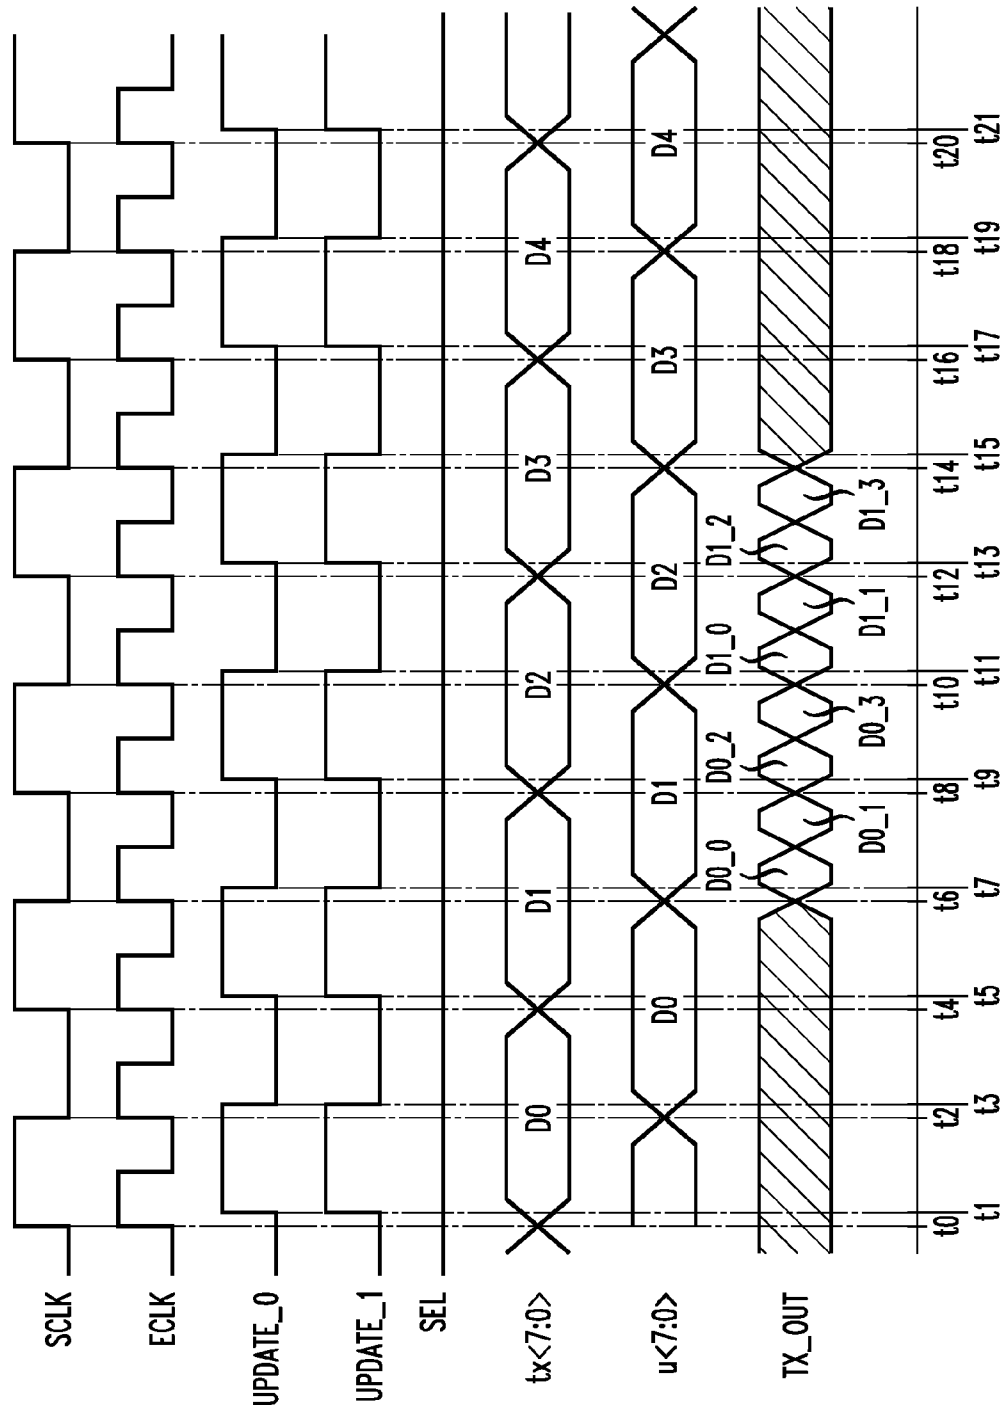 SCLK
ECLK
UPDATE_0
UPDATE_1
SEL
tx<7:0>
D0
D1
D2
D3
D4
u<7:0>
D0
D1
D2
D3
D4
TX_OUT
D0_0
D0_2
D1_0
D1_2
D0_1
D0_3
D1_1
D1_3
t0
t2
t4
t6
t8
t10
t12
t14
t16
t18
t20
t1
t3
t5
t7
t9
t11
t13
t15
t17
t19
t21